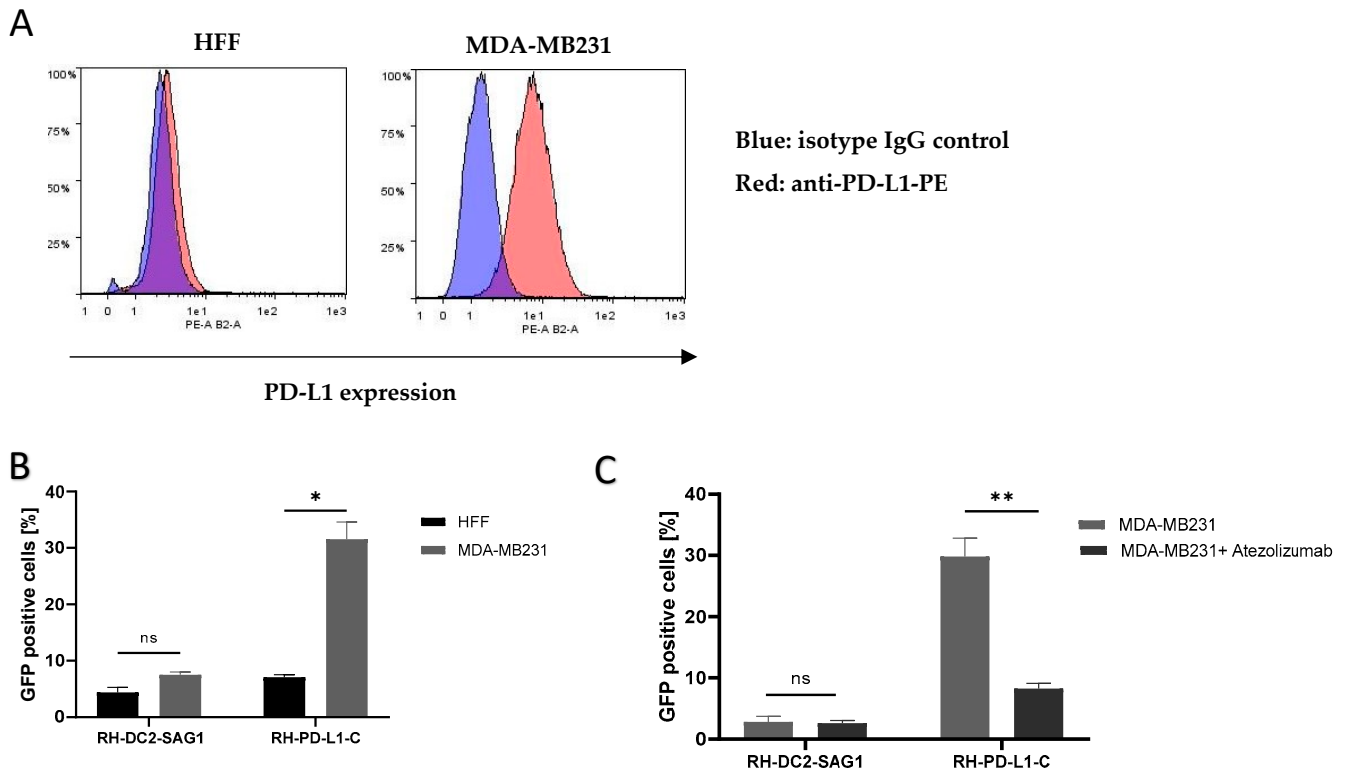 A
HFF
MDA-MB231
100%
75%
50%
25%
1 0 1 1e1 1e2 1e3
PE-A B2-A
100%
75%
50%
25%
1 0 1 1e1 1e2 1e3
PE-A B2-A
Blue: isotype IgG control
Red: anti-PD-L1-PE
PD-L1 expression
B
GFP positive cells [%]
40
30
20
10
0
ns
*
RH-DC2-SAG1
RH-PD-L1-C
HFF
MDA-MB231
C
GFP positive cells [%]
40
30
20
10
0
ns
**
RH-DC2-SAG1
RH-PD-L1-C
MDA-MB231
MDA-MB231+ Atezolizumab